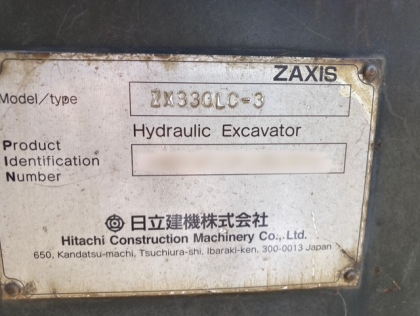 ZAXIS
Model/type ZX330LC-3
Hydraulic Excavator
Product
Identification
Number
日立建機株式会社
Hitachi Construction Machinery Co., Ltd.
650, Kandatsu-machi, Tsuchiura-shi, Ibaraki-ken, 300-0013 Japan